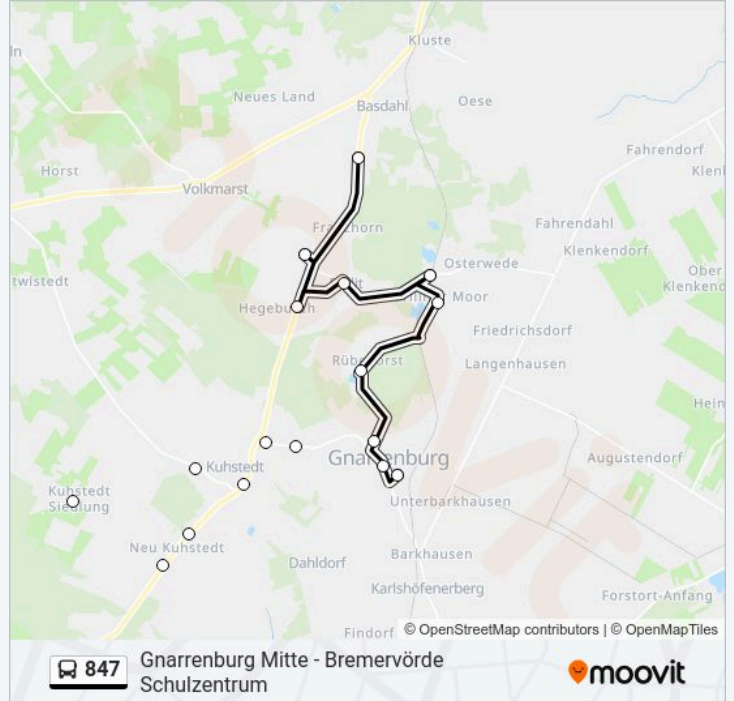 Kluste
ln
Neues Land
Basdahl
Oese
Fahrendorf
Horst
Volkmarst
Fahrendahl
Klenkendorf
twistedt
Osterwede
Ober
Klenkend
Moor
Friedrichsdorf
Langenhausen
Hein
Gnarrenburg
Augustendorf
Kuhstedt
Kuhstedt
Siedlung
Unterbarkhausen
Neu Kuhstedt
Barkhausen
Dahldorf
Karlshöfenerberg
Forstort-Anfang
Findorf
© OpenStreetMap contributors | © OpenMapTiles
847
Gnarrenburg Mitte - Bremervörde
Schulzentrum
moovit